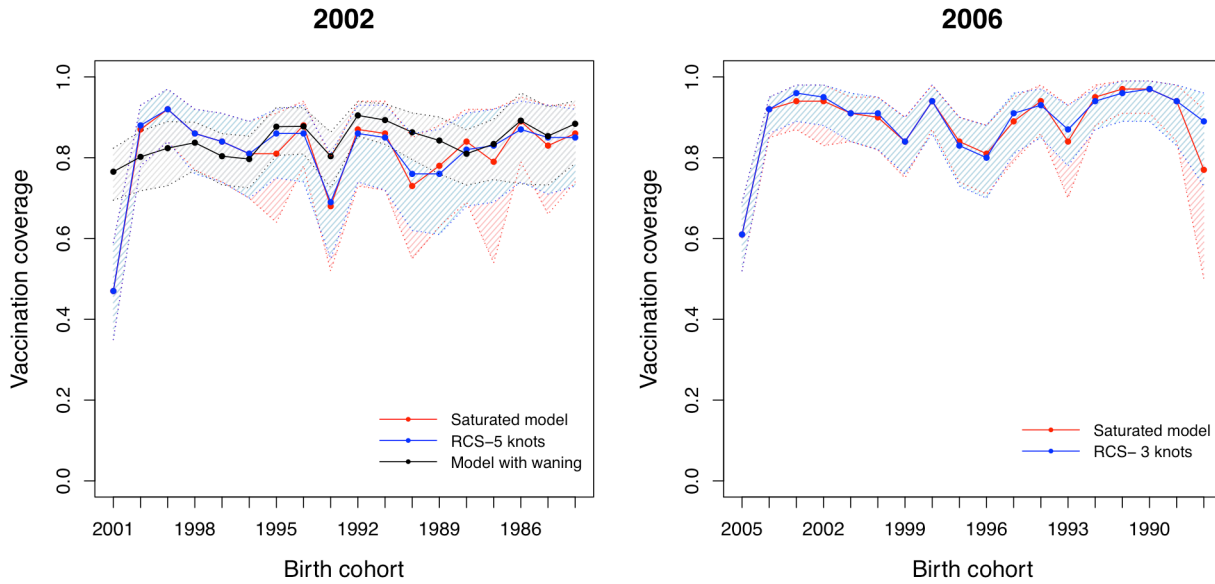 2002
Vaccination coverage
1.0
0.8
0.6
0.4
0.2
0.0
Saturated model
RCS−5 knots
Model with waning
2001 1998 1995 1992 1989 1986
Birth cohort
2006
Vaccination coverage
1.0
0.8
0.6
0.4
0.2
0.0
Saturated model
RCS− 3 knots
2005 2002 1999 1996 1993 1990
Birth cohort